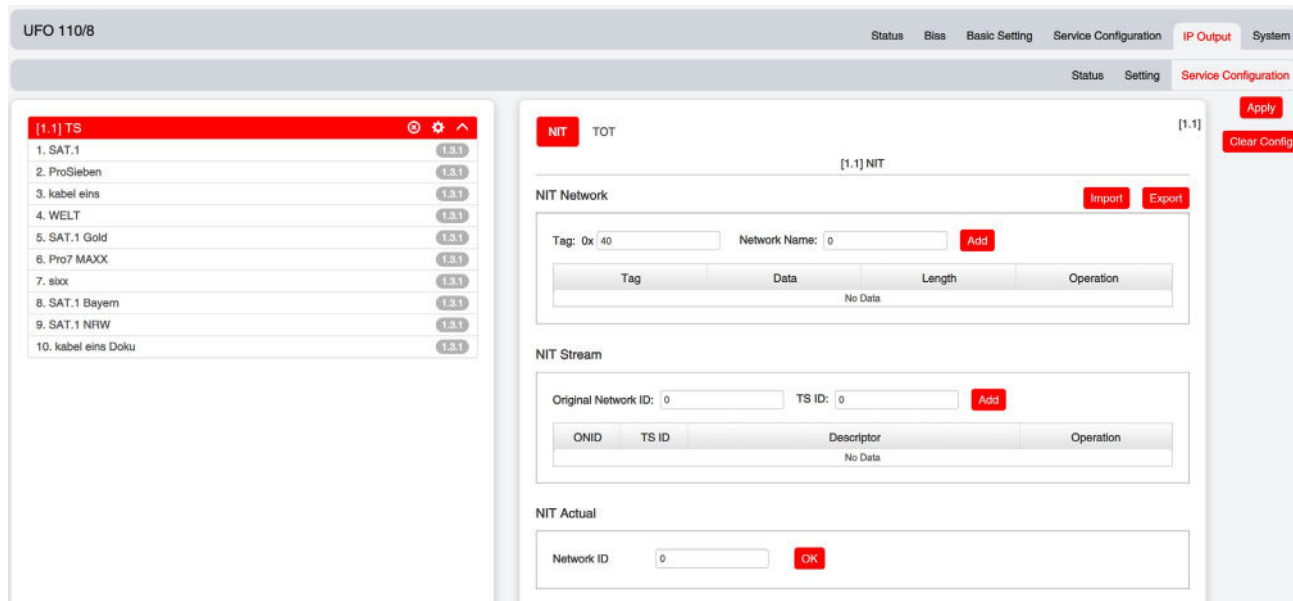 UFO 110/8
Status Biss Basic Setting Service Configuration IP Output System
Status Setting Service Configuration
Apply
Clear Config
[1.1] TS
1. SAT.1 1.3.1
2. ProSieben 1.3.1
3. kabel eins 1.3.1
4. WELT 1.3.1
5. SAT.1 Gold 1.3.1
6. Pro7 MAXX 1.3.1
7. sixx 1.3.1
8. SAT.1 Bayern 1.3.1
9. SAT.1 NRW 1.3.1
10. kabel eins Doku 1.3.1
NIT TOT [1.1]
[1.1] NIT
NIT Network Import Export
Tag: 0x 40 Network Name: 0 Add
Tag Data Length Operation
No Data
NIT Stream
Original Network ID: 0 TS ID: 0 Add
ONID TS ID Descriptor Operation
No Data
NIT Actual
Network ID 0 OK